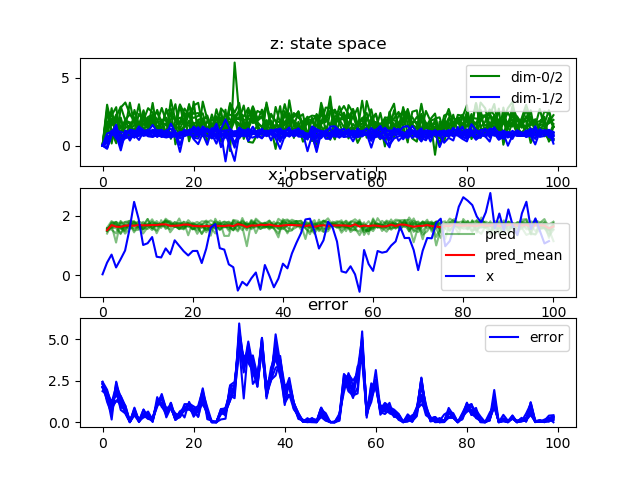 z: state space
5
0
dim-0/2
dim-1/2
0 20 40 60 80 100
x: observation
2
0
pred
pred_mean
x
0 20 40 60 80 100
error
5.0
2.5
0.0
error
0 20 40 60 80 100